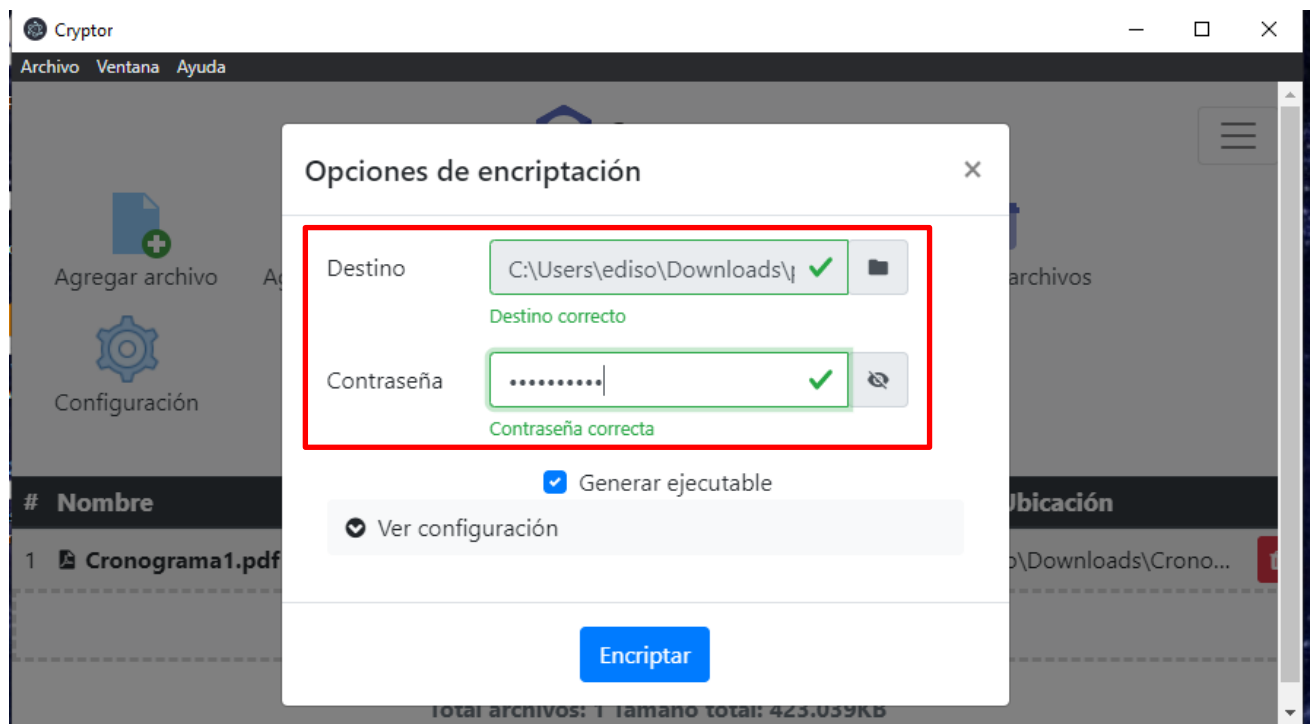 Cryptor
Archivo Ventana Ayuda
Opciones de encriptación
Destino
C:\Users\ediso\Downloads\
Destino correcto
Agregar archivo
archivos
Contraseña
••••••••••
Contraseña correcta
Configuración
Generar ejecutable
# Nombre
Ubicación
Ver configuración
1 Cronograma1.pdf
\Downloads\Crono...
Encriptar
Total archivos: 1 Tamaño total: 423.039KB